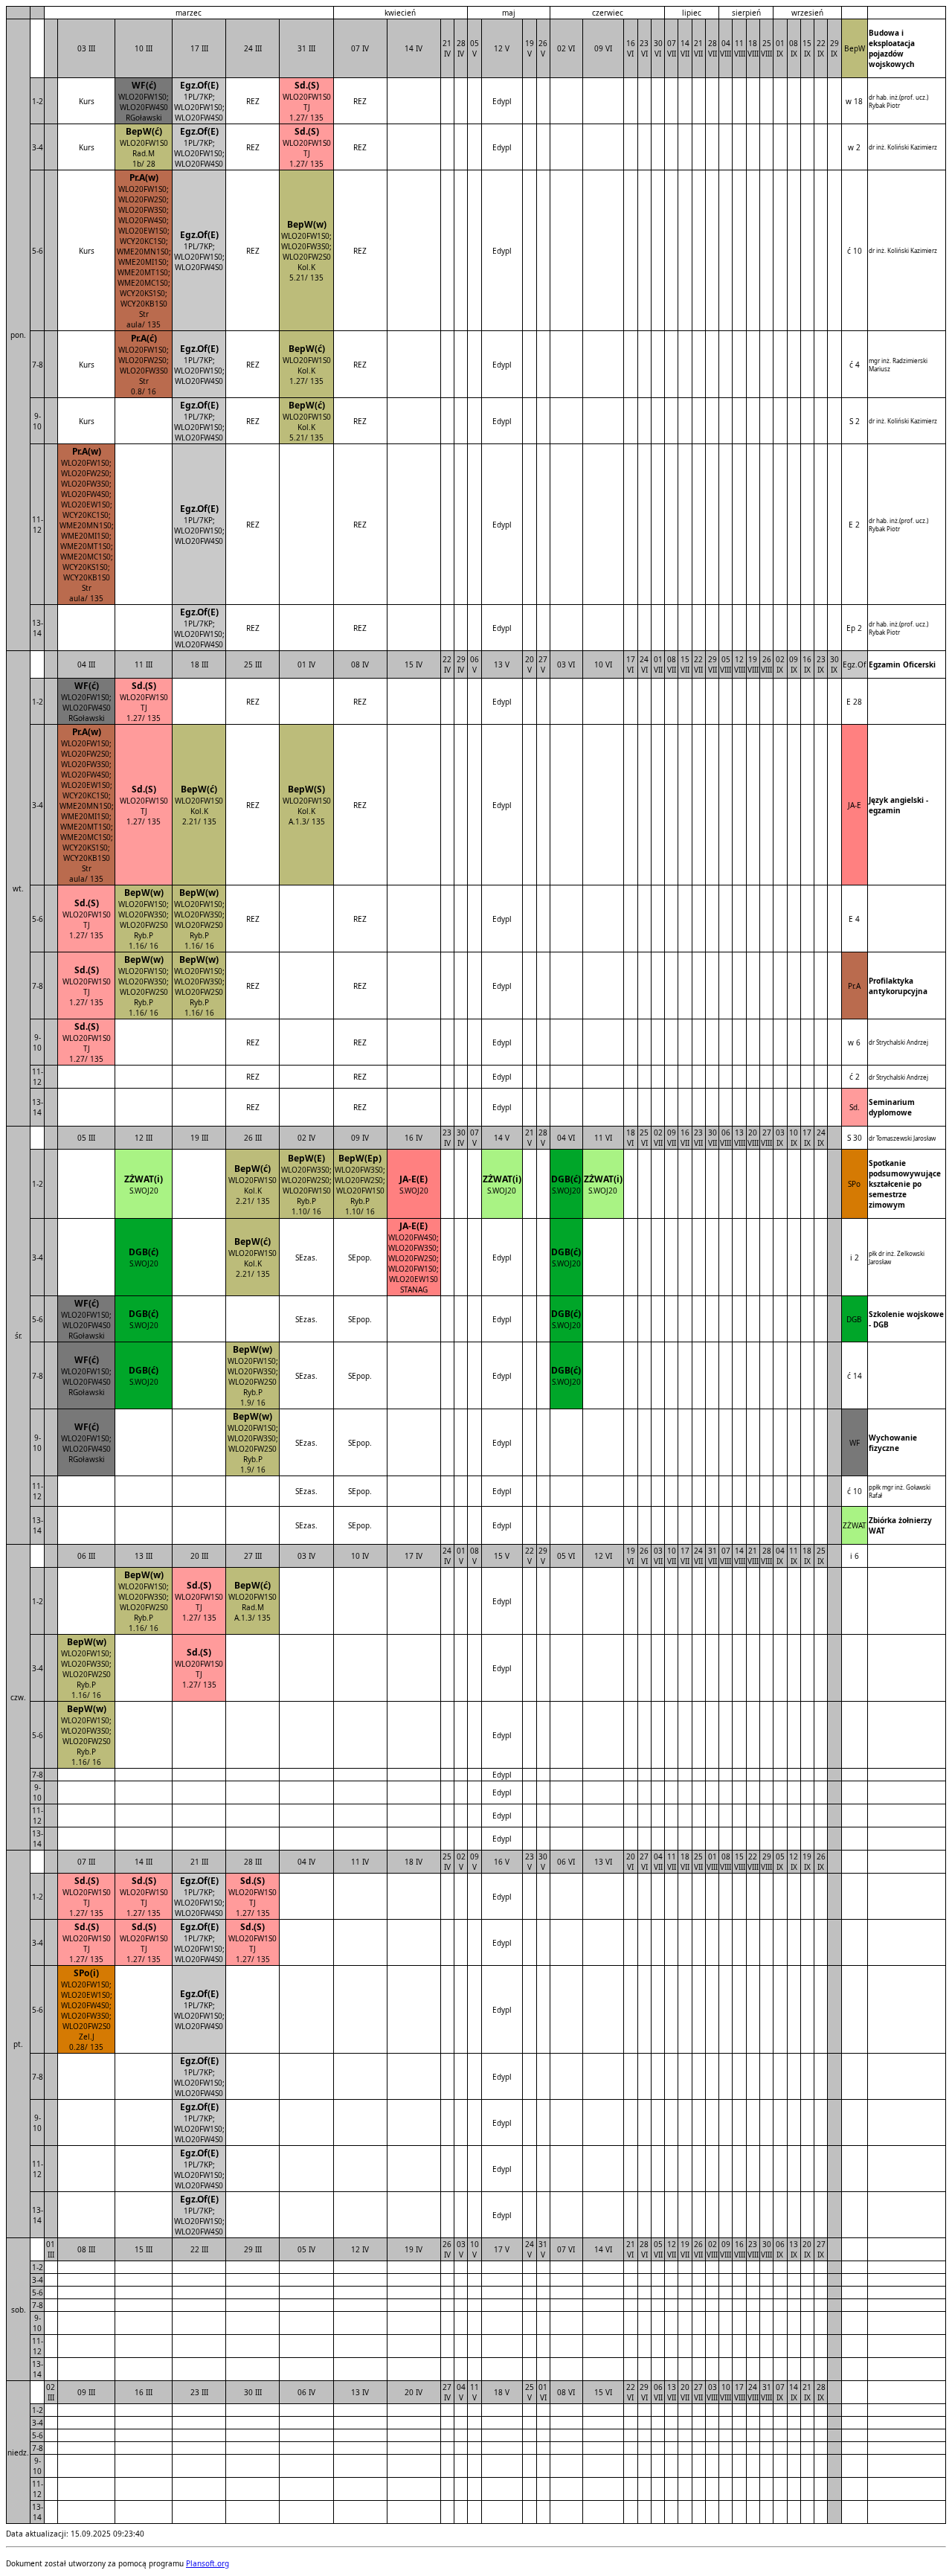 marzec
kwiecień
maj
czerwiec
lipiec
sierpień
wrzesień
pon.
03 III
10 III
17 III
24 III
31 III
07 IV
14 IV
21 IV
28 IV
05 V
12 V
19 V
26 V
02 VI
09 VI
16 VI
23 VI
30 VI
07 VII
14 VII
21 VII
28 VII
04 VIII
11 VIII
18 VIII
25 VIII
01 IX
08 IX
15 IX
22 IX
29 IX
BepW
Budowa i
eksploatacja
pojazdów
wojskowych
1-2
Kurs
WF(ć)
WLO20FW1S0;
WLO20FW4S0
RGoławski
Egz.Of(E)
1PL/7KP;
WLO20FW1S0;
WLO20FW4S0
REZ
Sd.(S)
WLO20FW1S0
TJ
1.27/ 135
REZ
Edypl
w 18
dr hab. inż.(prof. ucz.)
Rybak Piotr
3-4
Kurs
BepW(ć)
WLO20FW1S0
Rad.M
1b/ 28
Egz.Of(E)
1PL/7KP;
WLO20FW1S0;
WLO20FW4S0
REZ
Sd.(S)
WLO20FW1S0
TJ
1.27/ 135
REZ
Edypl
w 2
dr inż. Koliński Kazimierz
5-6
Kurs
Pr.A(w)
WLO20FW1S0;
WLO20FW2S0;
WLO20FW3S0;
WLO20FW4S0;
WLO20EW1S0;
WCY20KC1S0;
WME20MN1S0;
WME20MI1S0;
WME20MT1S0;
WME20MC1S0;
WCY20KS1S0;
WCY20KB1S0
Str
aula/ 135
Egz.Of(E)
1PL/7KP;
WLO20FW1S0;
WLO20FW4S0
REZ
BepW(w)
WLO20FW1S0;
WLO20FW3S0;
WLO20FW2S0
Kol.K
5.21/ 135
REZ
Edypl
ć 10
dr inż. Koliński Kazimierz
7-8
Kurs
Pr.A(ć)
WLO20FW1S0;
WLO20FW2S0;
WLO20FW3S0
Str
0.8/ 16
Egz.Of(E)
1PL/7KP;
WLO20FW1S0;
WLO20FW4S0
REZ
BepW(ć)
WLO20FW1S0
Kol.K
1.27/ 135
REZ
Edypl
ć 4
mgr inż. Radzimierski
Mariusz
9-
10
Kurs
Egz.Of(E)
1PL/7KP;
WLO20FW1S0;
WLO20FW4S0
REZ
BepW(ć)
WLO20FW1S0
Kol.K
5.21/ 135
REZ
Edypl
S 2
dr inż. Koliński Kazimierz
11-
12
Pr.A(w)
WLO20FW1S0;
WLO20FW2S0;
WLO20FW3S0;
WLO20FW4S0;
WLO20EW1S0;
WCY20KC1S0;
WME20MN1S0;
WME20MI1S0;
WME20MT1S0;
WME20MC1S0;
WCY20KS1S0;
WCY20KB1S0
Str
aula/ 135
Egz.Of(E)
1PL/7KP;
WLO20FW1S0;
WLO20FW4S0
REZ
REZ
Edypl
E 2
dr hab. inż.(prof. ucz.)
Rybak Piotr
13-
14
Egz.Of(E)
1PL/7KP;
WLO20FW1S0;
WLO20FW4S0
REZ
REZ
Edypl
Ep 2
dr hab. inż.(prof. ucz.)
Rybak Piotr
wt.
04 III
11 III
18 III
25 III
01 IV
08 IV
15 IV
22 IV
29 IV
06 V
13 V
20 V
27 V
03 VI
10 VI
17 VI
24 VI
01 VII
08 VII
15 VII
22 VII
29 VII
05 VIII
12 VIII
19 VIII
26 VIII
02 IX
09 IX
16 IX
23 IX
30 IX
Egz.Of
Egzamin Oficerski
1-2
WF(ć)
WLO20FW1S0;
WLO20FW4S0
RGoławski
Sd.(S)
WLO20FW1S0
TJ
1.27/ 135
REZ
REZ
Edypl
E 28
3-4
Pr.A(w)
WLO20FW1S0;
WLO20FW2S0;
WLO20FW3S0;
WLO20FW4S0;
WLO20EW1S0;
WCY20KC1S0;
WME20MN1S0;
WME20MI1S0;
WME20MT1S0;
WME20MC1S0;
WCY20KS1S0;
WCY20KB1S0
Str
aula/ 135
Sd.(S)
WLO20FW1S0
TJ
1.27/ 135
BepW(ć)
WLO20FW1S0
Kol.K
2.21/ 135
REZ
BepW(S)
WLO20FW1S0
Kol.K
A.1.3/ 135
REZ
Edypl
JA-E
Język angielski -
egzamin
5-6
Sd.(S)
WLO20FW1S0
TJ
1.27/ 135
BepW(w)
WLO20FW1S0;
WLO20FW3S0;
WLO20FW2S0
Ryb.P
1.16/ 16
BepW(w)
WLO20FW1S0;
WLO20FW3S0;
WLO20FW2S0
Ryb.P
1.16/ 16
REZ
REZ
Edypl
E 4
7-8
Sd.(S)
WLO20FW1S0
TJ
1.27/ 135
BepW(w)
WLO20FW1S0;
WLO20FW3S0;
WLO20FW2S0
Ryb.P
1.16/ 16
BepW(w)
WLO20FW1S0;
WLO20FW3S0;
WLO20FW2S0
Ryb.P
1.16/ 16
REZ
REZ
Edypl
Pr.A
Profilaktyka
antykorupcyjna
9-
10
Sd.(S)
WLO20FW1S0
TJ
1.27/ 135
REZ
REZ
Edypl
w 6
dr Strychalski Andrzej
11-
12
REZ
REZ
Edypl
ć 2
dr Strychalski Andrzej
13-
14
REZ
REZ
Edypl
Sd.
Seminarium
dyplomowe
śr.
05 III
12 III
19 III
26 III
02 IV
09 IV
16 IV
23 IV
30 IV
07 V
14 V
21 V
28 V
04 VI
11 VI
18 VI
25 VI
02 VII
09 VII
16 VII
23 VII
30 VII
06 VIII
13 VIII
20 VIII
27 VIII
03 IX
10 IX
17 IX
24 IX
S 30
dr Tomaszewski Jarosław
1-2
ZŻWAT(i)
S.WOJ20
BepW(ć)
WLO20FW1S0
Kol.K
2.21/ 135
BepW(E)
WLO20FW3S0;
WLO20FW2S0;
WLO20FW1S0
Ryb.P
1.10/ 16
BepW(Ep)
WLO20FW3S0;
WLO20FW2S0;
WLO20FW1S0
Ryb.P
1.10/ 16
JA-E(E)
S.WOJ20
ZŻWAT(i)
S.WOJ20
DGB(ć)
S.WOJ20
ZŻWAT(i)
S.WOJ20
SPo
Spotkanie
podsumowywujące
kształcenie po
semestrze
zimowym
3-4
DGB(ć)
S.WOJ20
BepW(ć)
WLO20FW1S0
Kol.K
2.21/ 135
SEzas.
SEpop.
JA-E(E)
WLO20FW4S0;
WLO20FW3S0;
WLO20FW2S0;
WLO20FW1S0;
WLO20EW1S0
STANAG
Edypl
DGB(ć)
S.WOJ20
i 2
płk dr inż. Zelkowski
Jarosław
5-6
WF(ć)
WLO20FW1S0;
WLO20FW4S0
RGoławski
DGB(ć)
S.WOJ20
SEzas.
SEpop.
Edypl
DGB(ć)
S.WOJ20
DGB
Szkolenie wojskowe
- DGB
7-8
WF(ć)
WLO20FW1S0;
WLO20FW4S0
RGoławski
DGB(ć)
S.WOJ20
BepW(w)
WLO20FW1S0;
WLO20FW3S0;
WLO20FW2S0
Ryb.P
1.9/ 16
SEzas.
SEpop.
Edypl
DGB(ć)
S.WOJ20
ć 14
9-
10
WF(ć)
WLO20FW1S0;
WLO20FW4S0
RGoławski
BepW(w)
WLO20FW1S0;
WLO20FW3S0;
WLO20FW2S0
Ryb.P
1.9/ 16
SEzas.
SEpop.
Edypl
WF
Wychowanie
fizyczne
11-
12
SEzas.
SEpop.
Edypl
ć 10
ppłk mgr inż. Goławski
Rafał
13-
14
SEzas.
SEpop.
Edypl
ZŻWAT
Zbiórka żołnierzy
WAT
czw.
06 III
13 III
20 III
27 III
03 IV
10 IV
17 IV
24 IV
01 V
08 V
15 V
22 V
29 V
05 VI
12 VI
19 VI
26 VI
03 VII
10 VII
17 VII
24 VII
31 VII
07 VIII
14 VIII
21 VIII
28 VIII
04 IX
11 IX
18 IX
25 IX
i 6
1-2
BepW(w)
WLO20FW1S0;
WLO20FW3S0;
WLO20FW2S0
Ryb.P
1.16/ 16
Sd.(S)
WLO20FW1S0
TJ
1.27/ 135
BepW(ć)
WLO20FW1S0
Rad.M
A.1.3/ 135
Edypl
3-4
BepW(w)
WLO20FW1S0;
WLO20FW3S0;
WLO20FW2S0
Ryb.P
1.16/ 16
Sd.(S)
WLO20FW1S0
TJ
1.27/ 135
Edypl
5-6
BepW(w)
WLO20FW1S0;
WLO20FW3S0;
WLO20FW2S0
Ryb.P
1.16/ 16
Edypl
7-8
Edypl
9-
10
Edypl
11-
12
Edypl
13-
14
Edypl
pt.
07 III
14 III
21 III
28 III
04 IV
11 IV
18 IV
25 IV
02 V
09 V
16 V
23 V
30 V
06 VI
13 VI
20 VI
27 VI
04 VII
11 VII
18 VII
25 VII
01 VIII
08 VIII
15 VIII
22 VIII
29 VIII
05 IX
12 IX
19 IX
26 IX
1-2
Sd.(S)
WLO20FW1S0
TJ
1.27/ 135
Sd.(S)
WLO20FW1S0
TJ
1.27/ 135
Egz.Of(E)
1PL/7KP;
WLO20FW1S0;
WLO20FW4S0
Sd.(S)
WLO20FW1S0
TJ
1.27/ 135
Edypl
3-4
Sd.(S)
WLO20FW1S0
TJ
1.27/ 135
Sd.(S)
WLO20FW1S0
TJ
1.27/ 135
Egz.Of(E)
1PL/7KP;
WLO20FW1S0;
WLO20FW4S0
Sd.(S)
WLO20FW1S0
TJ
1.27/ 135
Edypl
5-6
SPo(i)
WLO20FW1S0;
WLO20EW1S0;
WLO20FW4S0;
WLO20FW3S0;
WLO20FW2S0
Zel.J
0.28/ 135
Egz.Of(E)
1PL/7KP;
WLO20FW1S0;
WLO20FW4S0
Edypl
7-8
Egz.Of(E)
1PL/7KP;
WLO20FW1S0;
WLO20FW4S0
Edypl
9-
10
Egz.Of(E)
1PL/7KP;
WLO20FW1S0;
WLO20FW4S0
Edypl
11-
12
Egz.Of(E)
1PL/7KP;
WLO20FW1S0;
WLO20FW4S0
Edypl
13-
14
Egz.Of(E)
1PL/7KP;
WLO20FW1S0;
WLO20FW4S0
Edypl
sob.
01 III
08 III
15 III
22 III
29 III
05 IV
12 IV
19 IV
26 IV
03 V
10 V
17 V
24 V
31 V
07 VI
14 VI
21 VI
28 VI
05 VII
12 VII
19 VII
26 VII
02 VIII
09 VIII
16 VIII
23 VIII
30 VIII
06 IX
13 IX
20 IX
27 IX
1-2
3-4
5-6
7-8
9-
10
11-
12
13-
14
niedz.
02 III
09 III
16 III
23 III
30 III
06 IV
13 IV
20 IV
27 IV
04 V
11 V
18 V
25 V
01 VI
08 VI
15 VI
22 VI
29 VI
06 VII
13 VII
20 VII
27 VII
03 VIII
10 VIII
17 VIII
24 VIII
31 VIII
07 IX
14 IX
21 IX
28 IX
1-2
3-4
5-6
7-8
9-
10
11-
12
13-
14
Data aktualizacji: 15.09.2025 09:23:40
Dokument został utworzony za pomocą programu Plansoft.org